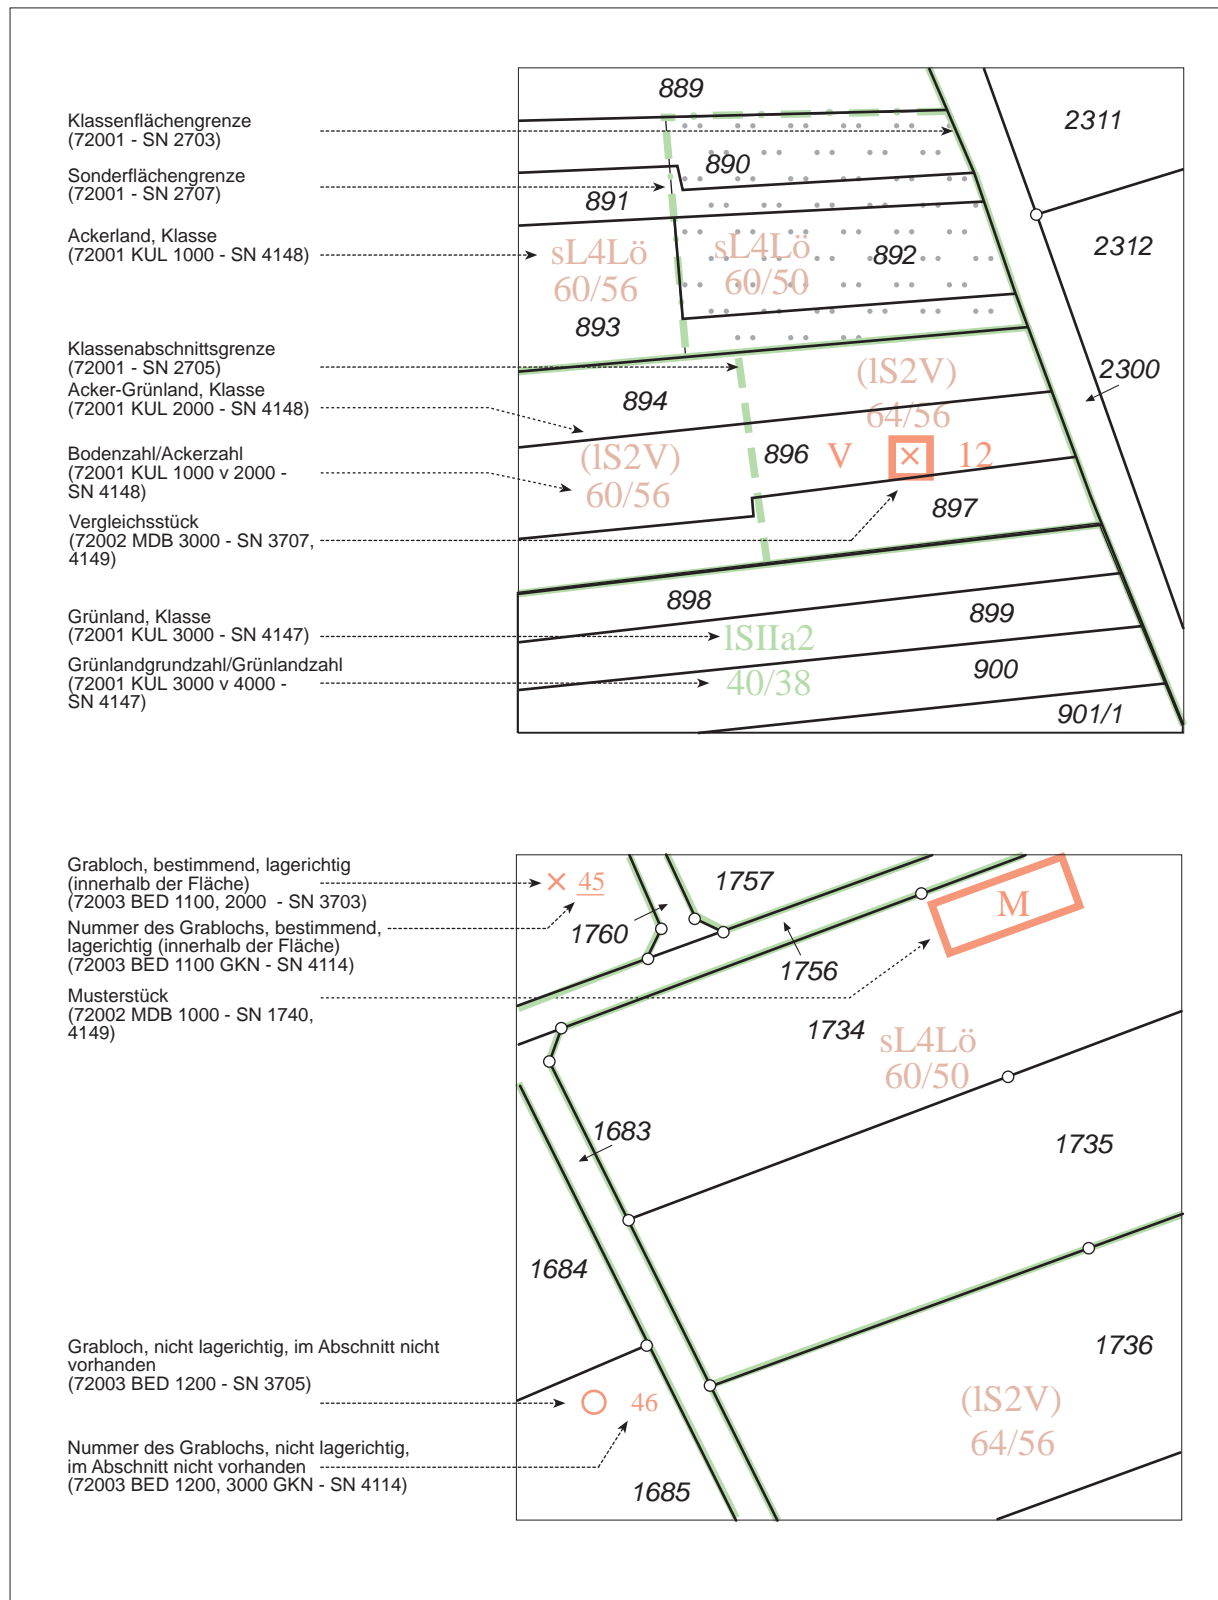 Klassenflächengrenze
(72001 - SN 2703)
Sonderflächengrenze
(72001 - SN 2707)
Ackerland, Klasse
(72001 KUL 1000 - SN 4148)
Klassenabschnittsgrenze
(72001 - SN 2705)
Acker-Grünland, Klasse
(72001 KUL 2000 - SN 4148)
Bodenzahl/Ackerzahl
(72001 KUL 1000 v 2000 -
SN 4148)
Vergleichsstück
(72002 MDB 3000 - SN 3707,
4149)
Grünland, Klasse
(72001 KUL 3000 - SN 4147)
Grünlandgrundzahl/Grünlandzahl
(72001 KUL 3000 v 4000 -
SN 4147)
889
2311
890
891
2312
sL4Lö
60/56
sL4Lö
60/50
892
893
2300
(lS2V)
64/56
894
(lS2V)
60/56
896
V
12
897
898
899
lSIIa2
40/38
900
901/1
Grabloch, bestimmend, lagerichtig
(innerhalb der Fläche)
(72003 BED 1100, 2000 - SN 3703)
Nummer des Grablochs, bestimmend,
lagerichtig (innerhalb der Fläche)
(72003 BED 1100 GKN - SN 4114)
Musterstück
(72002 MDB 1000 - SN 1740,
4149)
Grabloch, nicht lagerichtig, im Abschnitt nicht
vorhanden
(72003 BED 1200 - SN 3705)
Nummer des Grablochs, nicht lagerichtig,
im Abschnitt nicht vorhanden
(72003 BED 1200, 3000 GKN - SN 4114)
45
1757
M
1760
1756
1734
sL4Lö
60/50
1683
1735
1684
1736
46
(lS2V)
64/56
1685